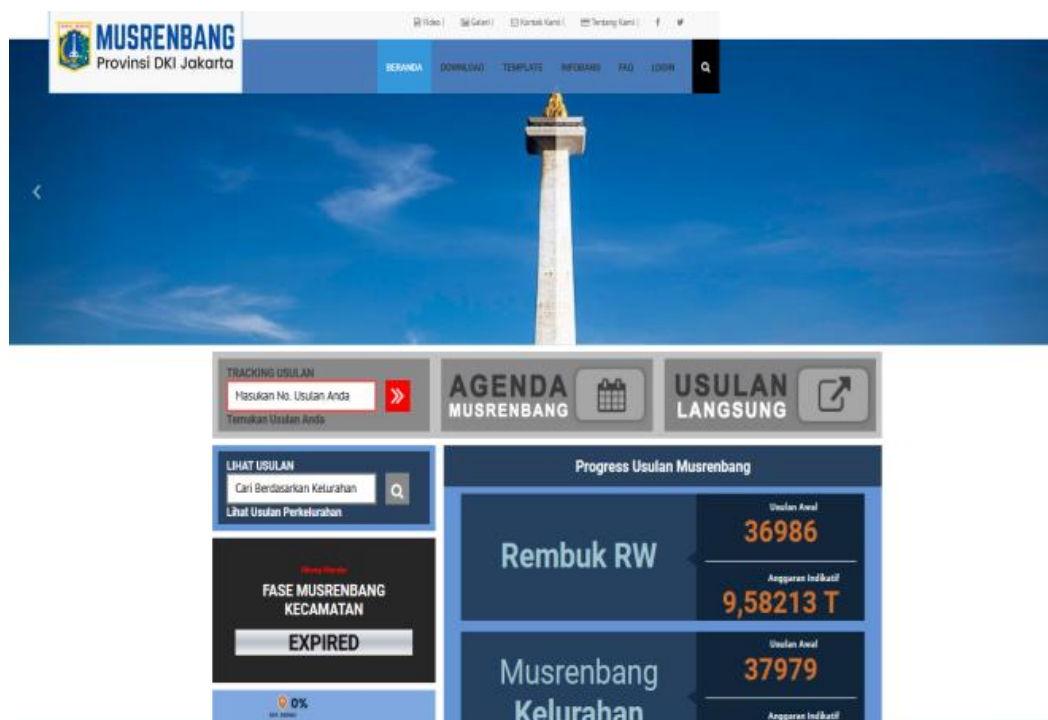 MUSRENBANG
Provinsi DKI Jakarta
Video | Galeri | Kontak Kami | Tentang Kami |
BERANDA DOWNLOAD TEMPLATE INFOBANG FAQ LOGIN
TRACKING USULAN
Masukan No. Usulan Anda
Temukan Usulan Anda
AGENDA
MUSRENBANG
USULAN
LANGSUNG
LIHAT USULAN
Cari Berdasarkan Kelurahan
Lihat Usulan Perkelurahan
Progress Usulan Musrenbang
Rembuk RW
Usulan Awal
36986
Anggaran Indikatif
9,58213 T
FASE MUSRENBANG
KECAMATAN
EXPIRED
Musrenbang
Kelurahan
Usulan Awal
37979
Anggaran Indikatif
0%